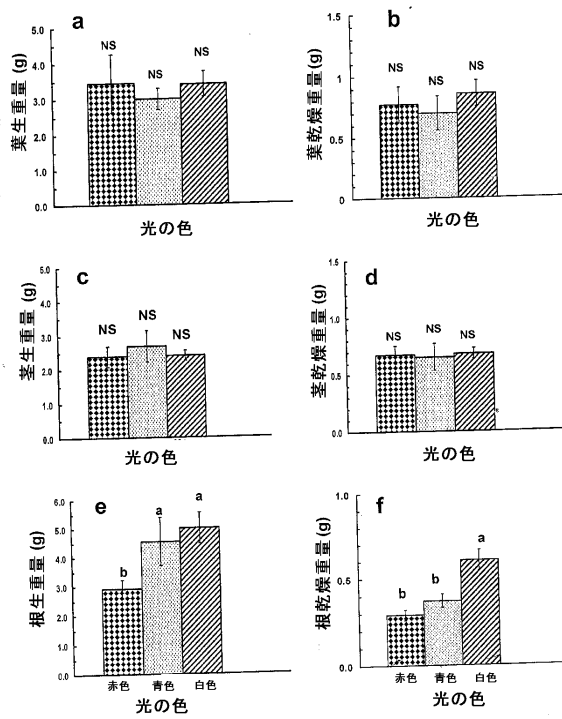 a
葉生重量 (g)
5.0
4.0
3.0
2.0
1.0
0.0
NS
NS
NS
光の色
b
葉乾燥重量 (g)
1.5
1
0.5
0
NS
NS
NS
光の色
c
茎生重量 (g)
5.0
4.0
3.0
2.0
1.0
0.0
NS
NS
NS
光の色
d
茎乾燥重量 (g)
1.5
1.0
0.5
0.0
NS
NS
NS
光の色
e
根生重量 (g)
6.0
5.0
4.0
3.0
2.0
1.0
0.0
b
a
a
赤色 青色 白色
光の色
f
根乾燥重量 (g)
1.0
0.5
0.0
b
b
a
赤色 青色 白色
光の色